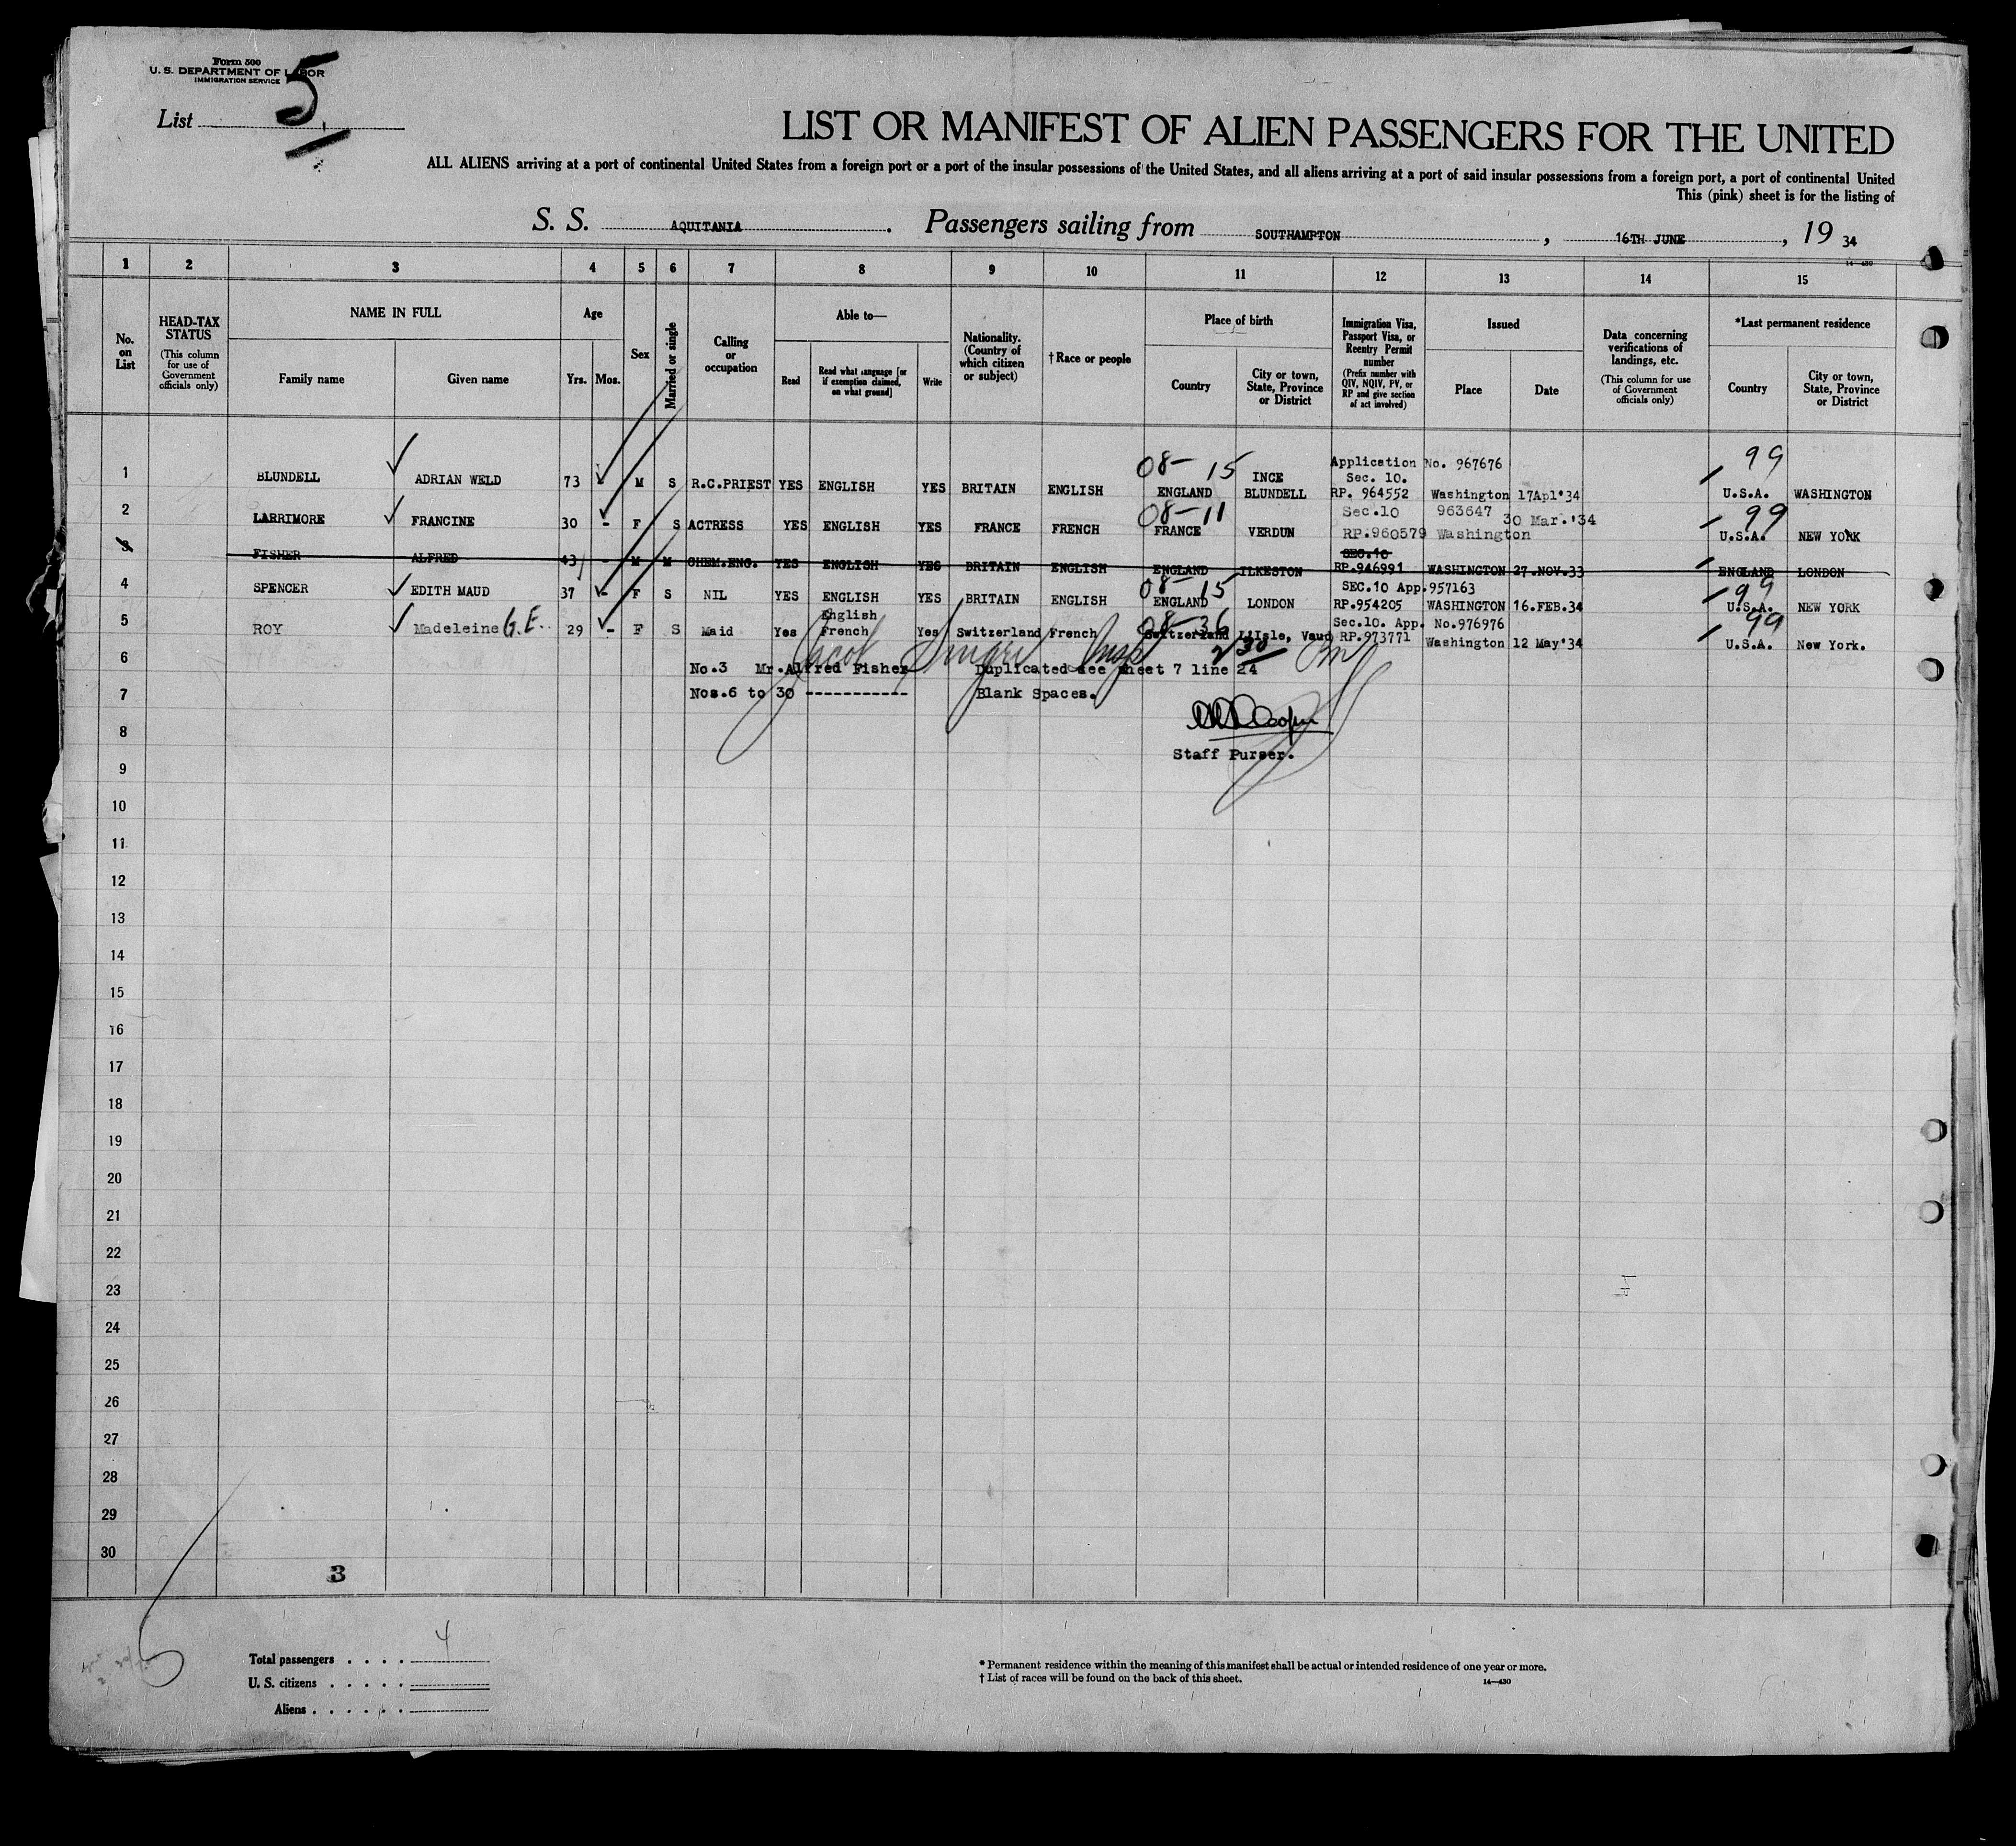 Form 500
U. S. DEPARTMENT OF LABOR
IMMIGRATION SERVICE
List 5
LIST OR MANIFEST OF ALIEN PASSENGERS FOR THE UNITED
ALL ALIENS arriving at a port of continental United States from a foreign port or a port of the insular possessions of the United States, and all aliens arriving at a port of said insular possessions from a foreign port, a port of continental United
This (pink) sheet is for the listing of
S. S. AQUITANIA. Passengers sailing from SOUTHAMPTON, 16TH JUNE, 19 34
14—430
1 2 3 4 5 6 7 8 9 10 11 12 13 14 15
No. on List
HEAD-TAX STATUS (This column for use of Government officials only)
NAME IN FULL
Family name
Given name
Age
Yrs. Mos.
Sex
Married or single
Calling or occupation
Able to—
Read
Read what language [or if exemption claimed, on what ground]
Write
Nationality. (Country of which citizen or subject)
†Race or people
Place of birth
Country
City or town, State, Province or District
Immigration Visa, Passport Visa, or Reentry Permit number (Prefix number with QIV, NQIV, PV, or RP and give section of act involved)
Issued
Place
Date
Data concerning verifications of landings, etc. (This column for use of Government officials only)
*Last permanent residence
Country
City or town, State, Province or District
08- 15 Application No. 967676 99
1 BLUNDELL ADRIAN WELD 73 - M S R.C.PRIEST YES ENGLISH YES BRITAIN ENGLISH ENGLAND INCE BLUNDELL Sec. 10. RP. 964552 Washington 17Apl'34 U.S.A. WASHINGTON
08-11 Sec.10 963647 30 Mar.'34 99
2 LARRIMORE FRANCINE 30 - F S ACTRESS YES ENGLISH YES FRANCE FRENCH FRANCE VERDUN RP.960579 Washington U.S.A. NEW YORK
3 FISHER ALFRED 43 - M M CHEM.ENG. YES ENGLISH YES BRITAIN ENGLISH ENGLAND ILKESTON SEC.10 RP.946991 WASHINGTON 27.NOV.33 ENGLAND LONDON
08- 15 SEC.10 App.957163 99
4 SPENCER EDITH MAUD 37 - F S NIL YES ENGLISH YES BRITAIN ENGLISH ENGLAND LONDON RP.954205 WASHINGTON 16.FEB.34 U.S.A. NEW YORK
08-36 Sec.10. App. No.976976 99
5 ROY Madeleine G.E. 29 - F S Maid Yes English French Yes Switzerland French Switzerland L'Isle, Vaud RP.973771 Washington 12 May'34 U.S.A. New York.
6 No.3 Mr.Alfred Fisher Duplicated see sheet 7 line 24
7 Nos.6 to 30 ------------ Blank Spaces.
8
Staff Purser.
9
10
11
12
13
14
15
16
17
18
19
20
21
22
23
24
25
26
27
28
29
30
3
Total passengers . . . . 4
U. S. citizens . . . . .
Aliens . . . . . .
* Permanent residence within the meaning of this manifest shall be actual or intended residence of one year or more.
† List of races will be found on the back of this sheet.
14—430